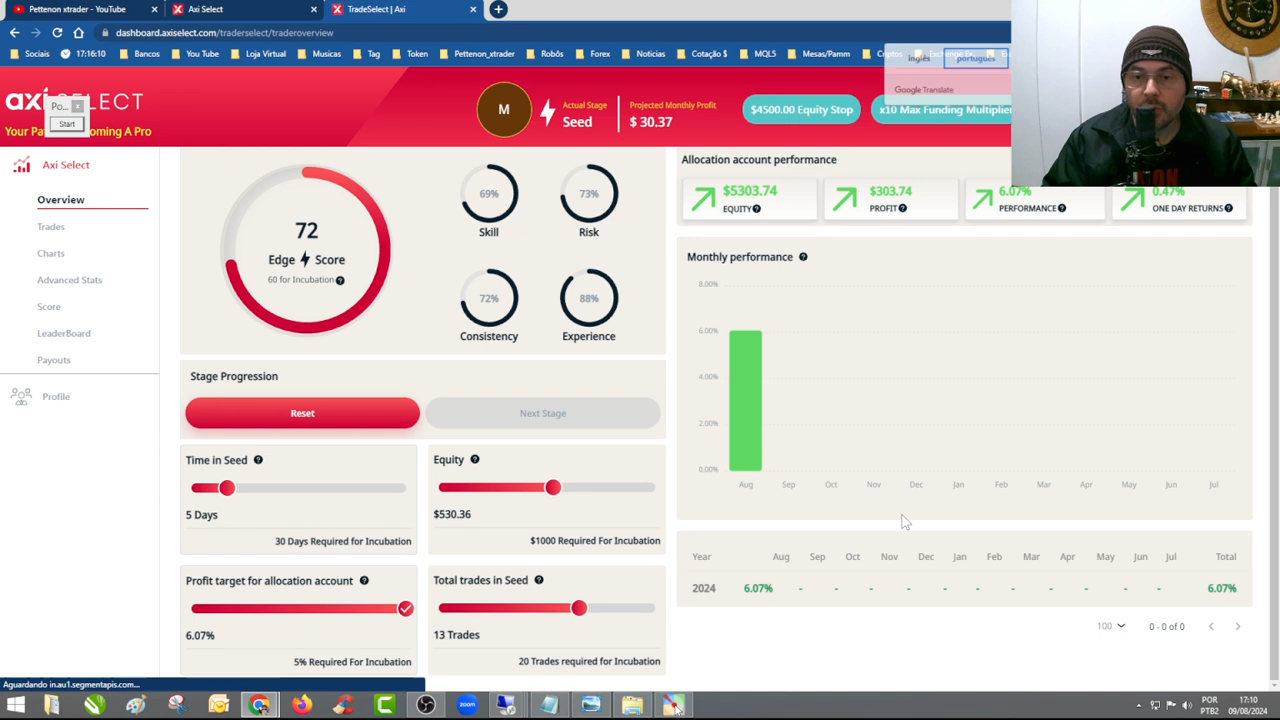 Pettenon xtrader - YouTube
Axi Select
TradeSelect | Axi
dashboard.axiselect.com/traderselect/traderoverview
Sociais
17:16:10
Bancos
You Tube
Loja Virtual
Musicas
Tag
Token
Pettenon_xtrader
Robôs
Forex
Noticias
Cotação $
MQL5
Mesas/Pamm
inglês
português
Google Translate
axi SELECT
Po...
Start
M
Actual Stage
Seed
Projected Monthly Profit
$ 30.37
$4500.00 Equity Stop
x10 Max Funding Multiplier
Axi Select
Overview
Trades
Charts
Advanced Stats
Score
LeaderBoard
Payouts
Profile
72
Edge Score
60 for Incubation
69%
Skill
73%
Risk
72%
Consistency
88%
Experience
Stage Progression
Reset
Next Stage
Time in Seed
5 Days
30 Days Required for Incubation
Equity
$530.36
$1000 Required For Incubation
Profit target for allocation account
6.07%
5% Required For Incubation
Total trades in Seed
13 Trades
20 Trades required for Incubation
Allocation account performance
$5303.74
EQUITY
$303.74
PROFIT
6.07%
PERFORMANCE
0.47%
ONE DAY RETURNS
Monthly performance
8.00%
6.00%
4.00%
2.00%
0.00%
Aug Sep Oct Nov Dec Jan Feb Mar Apr May Jun Jul
Year Aug Sep Oct Nov Dec Jan Feb Mar Apr May Jun Jul Total
2024 6.07% - - - - - - - - - - - 6.07%
100
0-0 of 0
Aguardando in.au1.segmentapis.com...
POR
PTB2
17:10
09/08/2024